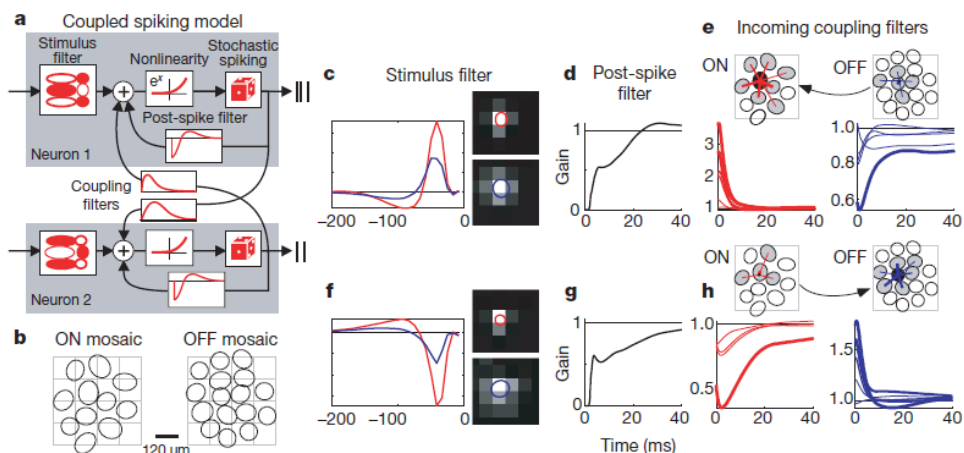 a
Coupled spiking model
Stimulus filter
Nonlinearity
Stochastic spiking
eˣ
Post-spike filter
Neuron 1
Coupling filters
Neuron 2
b
ON mosaic
OFF mosaic
120 μm
c
Stimulus filter
−200
−100
0
d
Post-spike filter
Gain
1
0
0
20
40
e
Incoming coupling filters
ON
OFF
3
2
1
0
20
40
1.0
0.8
0.6
0
20
40
f
−200
−100
0
g
Gain
1
0
0
20
40
Time (ms)
ON
OFF
h
1.0
0.5
0
20
40
1.5
1.0
0
20
40